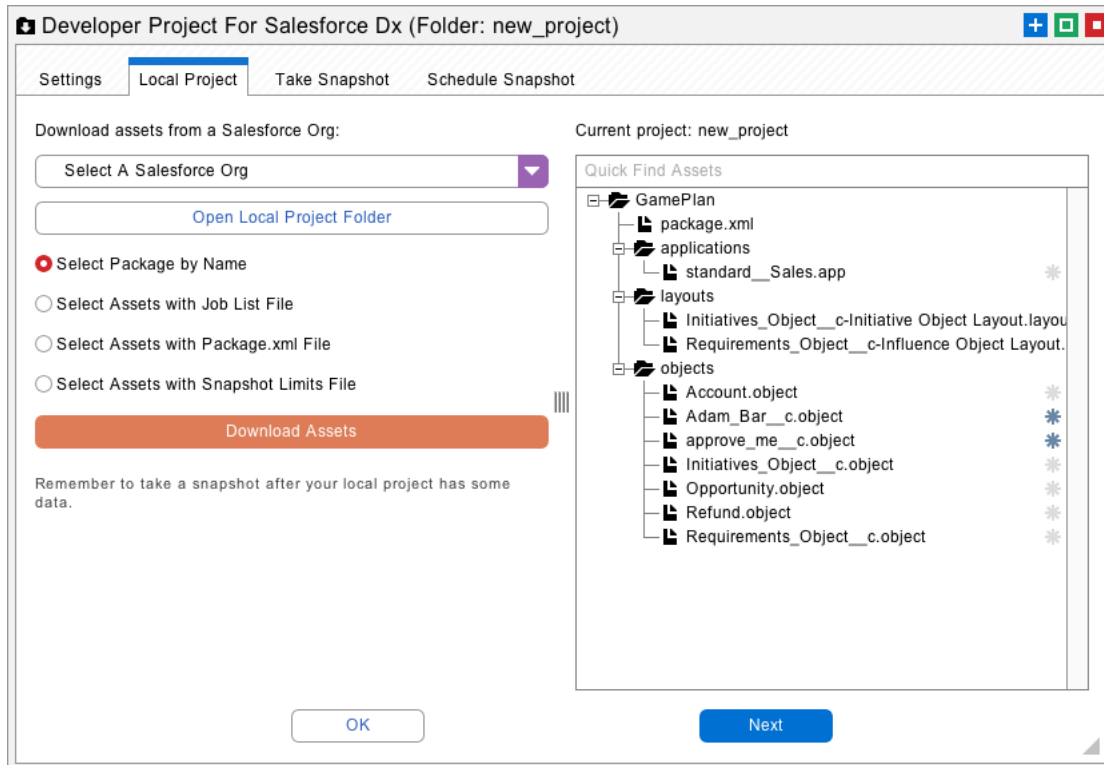 Developer Project For Salesforce Dx (Folder: new_project)
Settings
Local Project
Take Snapshot
Schedule Snapshot
Download assets from a Salesforce Org:
Select A Salesforce Org
Open Local Project Folder
Select Package by Name
Select Assets with Job List File
Select Assets with Package.xml File
Select Assets with Snapshot Limits File
Download Assets
Remember to take a snapshot after your local project has some
data.
OK
Current project: new_project
Quick Find Assets
GamePlan
package.xml
applications
standard__Sales.app
layouts
Initiatives_Object__c-Initiative Object Layout.layou
Requirements_Object__c-Influence Object Layout.
objects
Account.object
Adam_Bar__c.object
approve_me__c.object
Initiatives_Object__c.object
Opportunity.object
Refund.object
Requirements_Object__c.object
Next